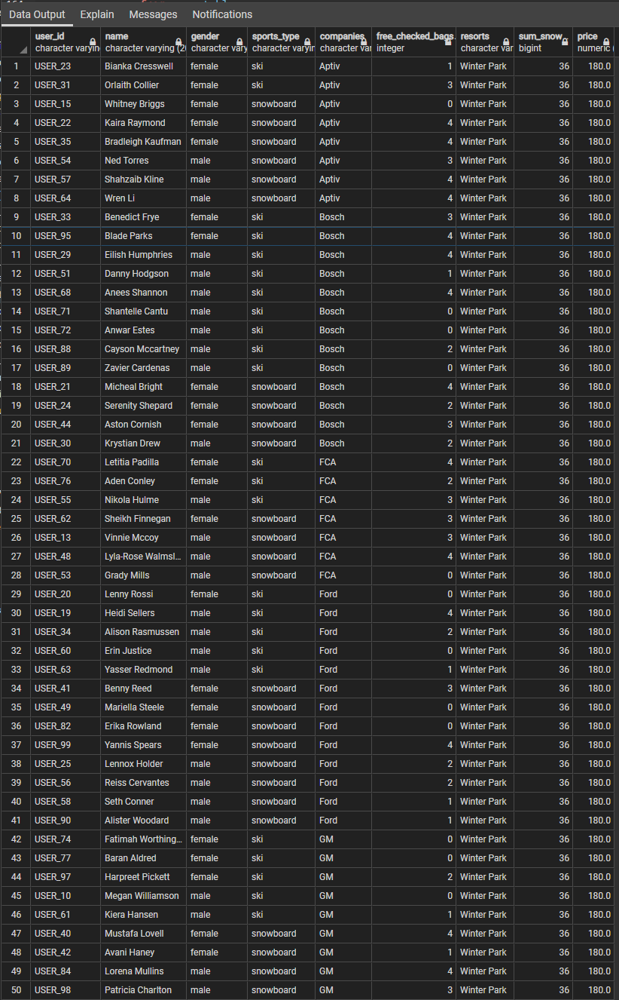 Data Output Explain Messages Notifications
user_id name gender sports_type companies free_checked_bags resorts sum_snow price
character varyin character varying (20 character vary character varyin character var integer character var bigint numeric (
1 USER_23 Bianka Cresswell female ski Aptiv 1 Winter Park 36 180.0
2 USER_31 Orlaith Collier female ski Aptiv 3 Winter Park 36 180.0
3 USER_15 Whitney Briggs female snowboard Aptiv 0 Winter Park 36 180.0
4 USER_22 Kaira Raymond female snowboard Aptiv 4 Winter Park 36 180.0
5 USER_35 Bradleigh Kaufman female snowboard Aptiv 4 Winter Park 36 180.0
6 USER_54 Ned Torres male snowboard Aptiv 3 Winter Park 36 180.0
7 USER_57 Shahzaib Kline male snowboard Aptiv 4 Winter Park 36 180.0
8 USER_64 Wren Li male snowboard Aptiv 4 Winter Park 36 180.0
9 USER_33 Benedict Frye female ski Bosch 3 Winter Park 36 180.0
10 USER_95 Blade Parks female ski Bosch 4 Winter Park 36 180.0
11 USER_29 Eilish Humphries male ski Bosch 4 Winter Park 36 180.0
12 USER_51 Danny Hodgson male ski Bosch 1 Winter Park 36 180.0
13 USER_68 Anees Shannon male ski Bosch 4 Winter Park 36 180.0
14 USER_71 Shantelle Cantu male ski Bosch 0 Winter Park 36 180.0
15 USER_72 Anwar Estes male ski Bosch 0 Winter Park 36 180.0
16 USER_88 Cayson Mccartney male ski Bosch 2 Winter Park 36 180.0
17 USER_89 Zavier Cardenas male ski Bosch 0 Winter Park 36 180.0
18 USER_21 Micheal Bright female snowboard Bosch 4 Winter Park 36 180.0
19 USER_24 Serenity Shepard female snowboard Bosch 2 Winter Park 36 180.0
20 USER_44 Aston Cornish female snowboard Bosch 3 Winter Park 36 180.0
21 USER_30 Krystian Drew male snowboard Bosch 2 Winter Park 36 180.0
22 USER_70 Letitia Padilla female ski FCA 4 Winter Park 36 180.0
23 USER_76 Aden Conley female ski FCA 2 Winter Park 36 180.0
24 USER_55 Nikola Hulme male ski FCA 3 Winter Park 36 180.0
25 USER_62 Sheikh Finnegan female snowboard FCA 3 Winter Park 36 180.0
26 USER_13 Vinnie Mccoy male snowboard FCA 3 Winter Park 36 180.0
27 USER_48 Lyla-Rose Walmsl... male snowboard FCA 4 Winter Park 36 180.0
28 USER_53 Grady Mills male snowboard FCA 0 Winter Park 36 180.0
29 USER_20 Lenny Rossi female ski Ford 0 Winter Park 36 180.0
30 USER_19 Heidi Sellers male ski Ford 4 Winter Park 36 180.0
31 USER_34 Alison Rasmussen male ski Ford 2 Winter Park 36 180.0
32 USER_60 Erin Justice male ski Ford 0 Winter Park 36 180.0
33 USER_63 Yasser Redmond male ski Ford 1 Winter Park 36 180.0
34 USER_41 Benny Reed female snowboard Ford 3 Winter Park 36 180.0
35 USER_49 Mariella Steele female snowboard Ford 0 Winter Park 36 180.0
36 USER_82 Erika Rowland female snowboard Ford 0 Winter Park 36 180.0
37 USER_99 Yannis Spears female snowboard Ford 4 Winter Park 36 180.0
38 USER_25 Lennox Holder male snowboard Ford 2 Winter Park 36 180.0
39 USER_56 Reiss Cervantes male snowboard Ford 2 Winter Park 36 180.0
40 USER_58 Seth Conner male snowboard Ford 1 Winter Park 36 180.0
41 USER_90 Alister Woodard male snowboard Ford 1 Winter Park 36 180.0
42 USER_74 Fatimah Worthing... female ski GM 0 Winter Park 36 180.0
43 USER_77 Baran Aldred female ski GM 0 Winter Park 36 180.0
44 USER_97 Harpreet Pickett female ski GM 2 Winter Park 36 180.0
45 USER_10 Megan Williamson male ski GM 0 Winter Park 36 180.0
46 USER_61 Kiera Hansen male ski GM 1 Winter Park 36 180.0
47 USER_40 Mustafa Lovell female snowboard GM 4 Winter Park 36 180.0
48 USER_42 Avani Haney female snowboard GM 1 Winter Park 36 180.0
49 USER_84 Lorena Mullins male snowboard GM 4 Winter Park 36 180.0
50 USER_98 Patricia Charlton male snowboard GM 3 Winter Park 36 180.0